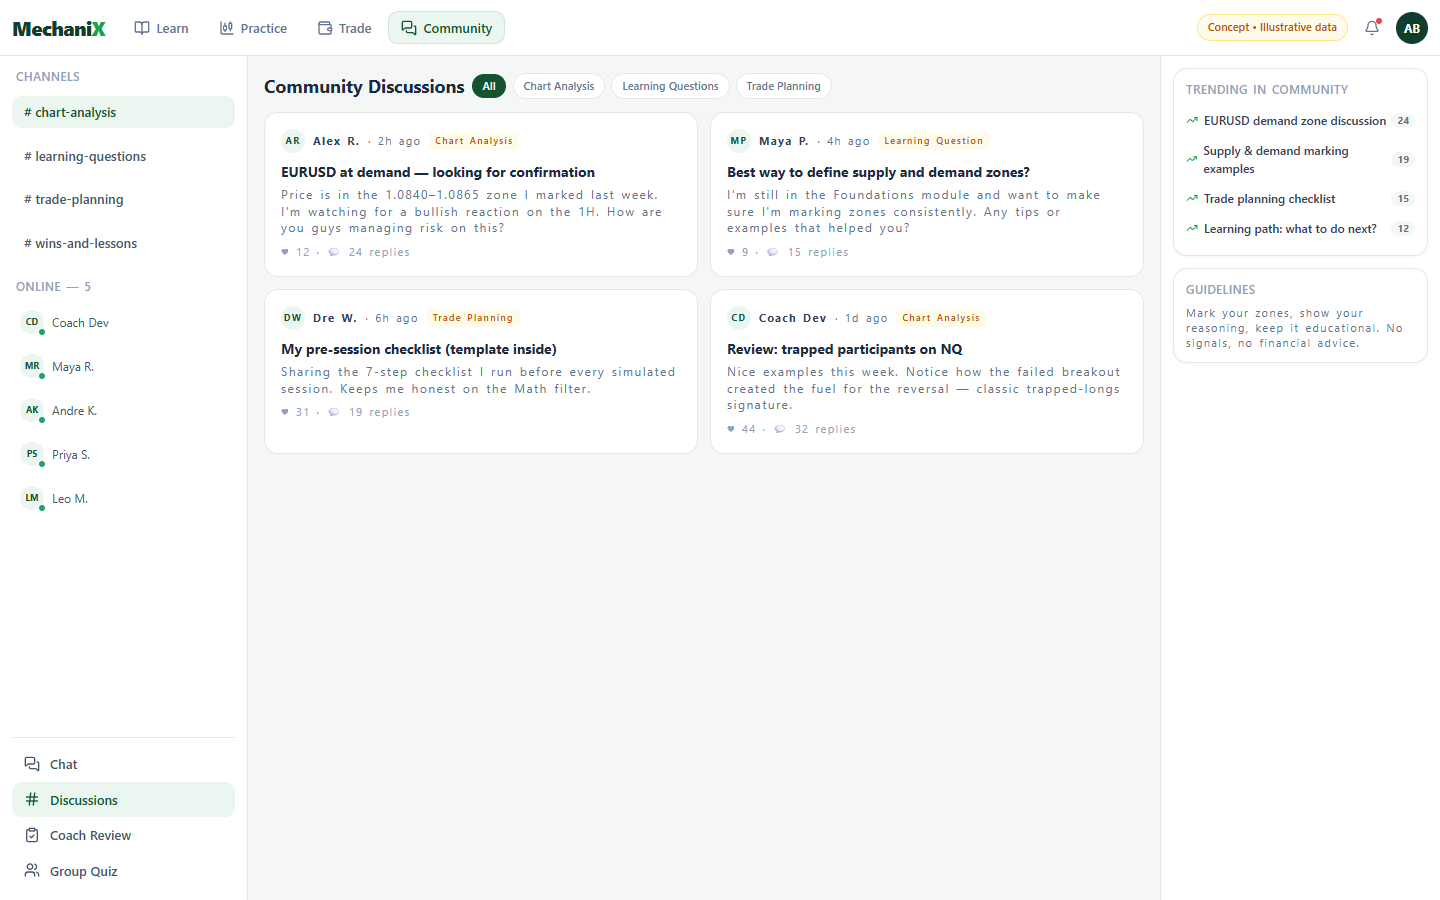 MechaniX
Learn
Practice
Trade
Community
Concept • Illustrative data
AB
CHANNELS
# chart-analysis
# learning-questions
# trade-planning
# wins-and-lessons
ONLINE — 5
CD Coach Dev
MR Maya R.
AK Andre K.
PS Priya S.
LM Leo M.
Chat
Discussions
Coach Review
Group Quiz
Community Discussions
All
Chart Analysis
Learning Questions
Trade Planning
AR Alex R. · 2h ago Chart Analysis
EURUSD at demand — looking for confirmation
Price is in the 1.0840–1.0865 zone I marked last week.
I'm watching for a bullish reaction on the 1H. How are
you guys managing risk on this?
♥ 12 · 💬 24 replies
MP Maya P. · 4h ago Learning Question
Best way to define supply and demand zones?
I'm still in the Foundations module and want to make
sure I'm marking zones consistently. Any tips or
examples that helped you?
♥ 9 · 💬 15 replies
DW Dre W. · 6h ago Trade Planning
My pre-session checklist (template inside)
Sharing the 7-step checklist I run before every simulated
session. Keeps me honest on the Math filter.
♥ 31 · 💬 19 replies
CD Coach Dev · 1d ago Chart Analysis
Review: trapped participants on NQ
Nice examples this week. Notice how the failed breakout
created the fuel for the reversal — classic trapped-longs
signature.
♥ 44 · 💬 32 replies
TRENDING IN COMMUNITY
EURUSD demand zone discussion 24
Supply & demand marking
examples 19
Trade planning checklist 15
Learning path: what to do next? 12
GUIDELINES
Mark your zones, show your
reasoning, keep it educational. No
signals, no financial advice.